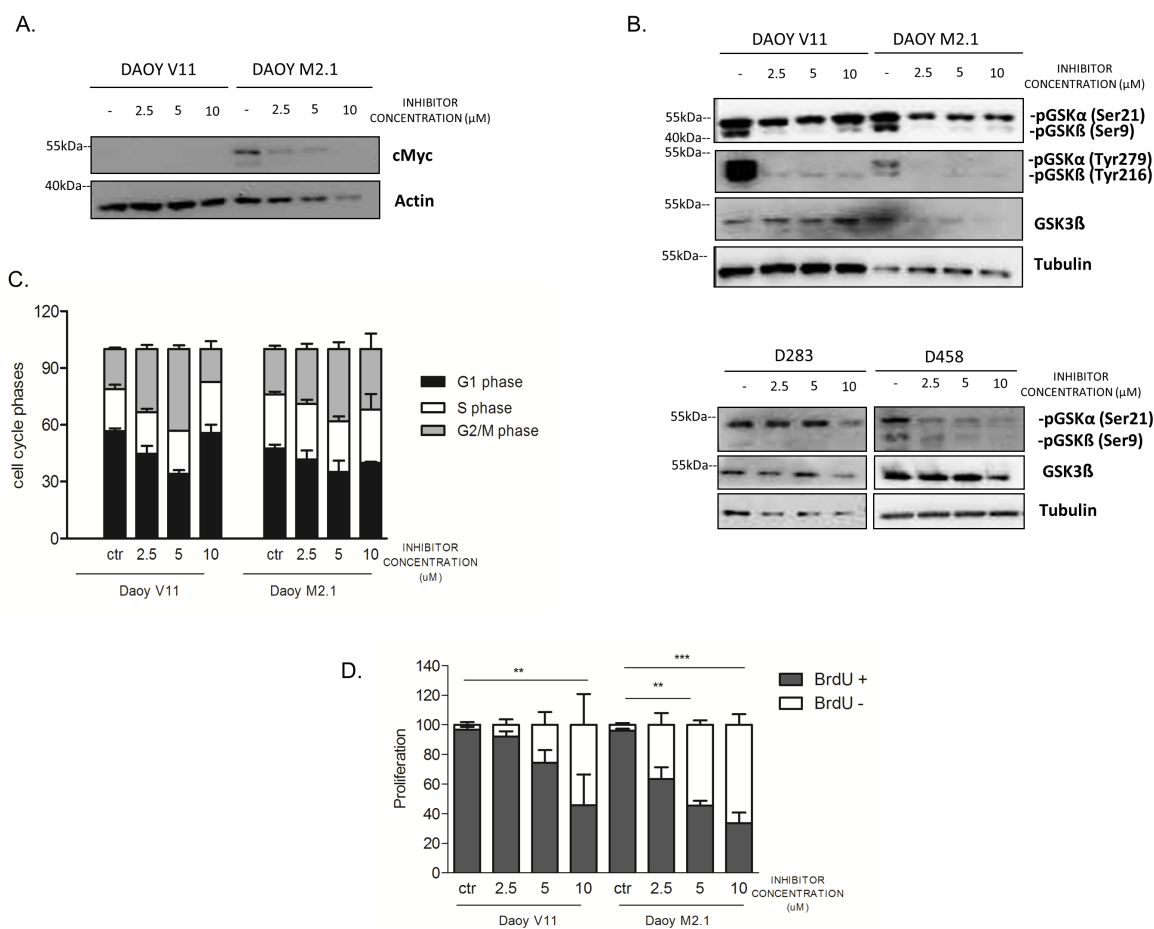 A.
DAOY V11 DAOY M2.1
- 2.5 5 10 - 2.5 5 10
INHIBITOR
CONCENTRATION (µM)
55kDa--
cMyc
40kDa--
Actin
B.
DAOY V11 DAOY M2.1
- 2.5 5 10 - 2.5 5 10
INHIBITOR
CONCENTRATION (µM)
55kDa--
-pGSKα (Ser21)
40kDa--
-pGSKß (Ser9)
55kDa--
-pGSKα (Tyr279)
-pGSKß (Tyr216)
55kDa--
GSK3ß
55kDa--
Tubulin
D283 D458
- 2.5 5 10 - 2.5 5 10
INHIBITOR
CONCENTRATION (µM)
55kDa--
-pGSKα (Ser21)
-pGSKß (Ser9)
55kDa--
GSK3ß
Tubulin
C.
cell cycle phases
120
90
60
30
0
G1 phase
S phase
G2/M phase
ctr 2.5 5 10 ctr 2.5 5 10
INHIBITOR
CONCENTRATION
(uM)
Daoy V11 Daoy M2.1
D.
Proliferation
140
120
100
80
60
40
20
0
** ** ***
BrdU +
BrdU -
ctr 2.5 5 10 ctr 2.5 5 10
INHIBITOR
CONCENTRATION
(uM)
Daoy V11 Daoy M2.1